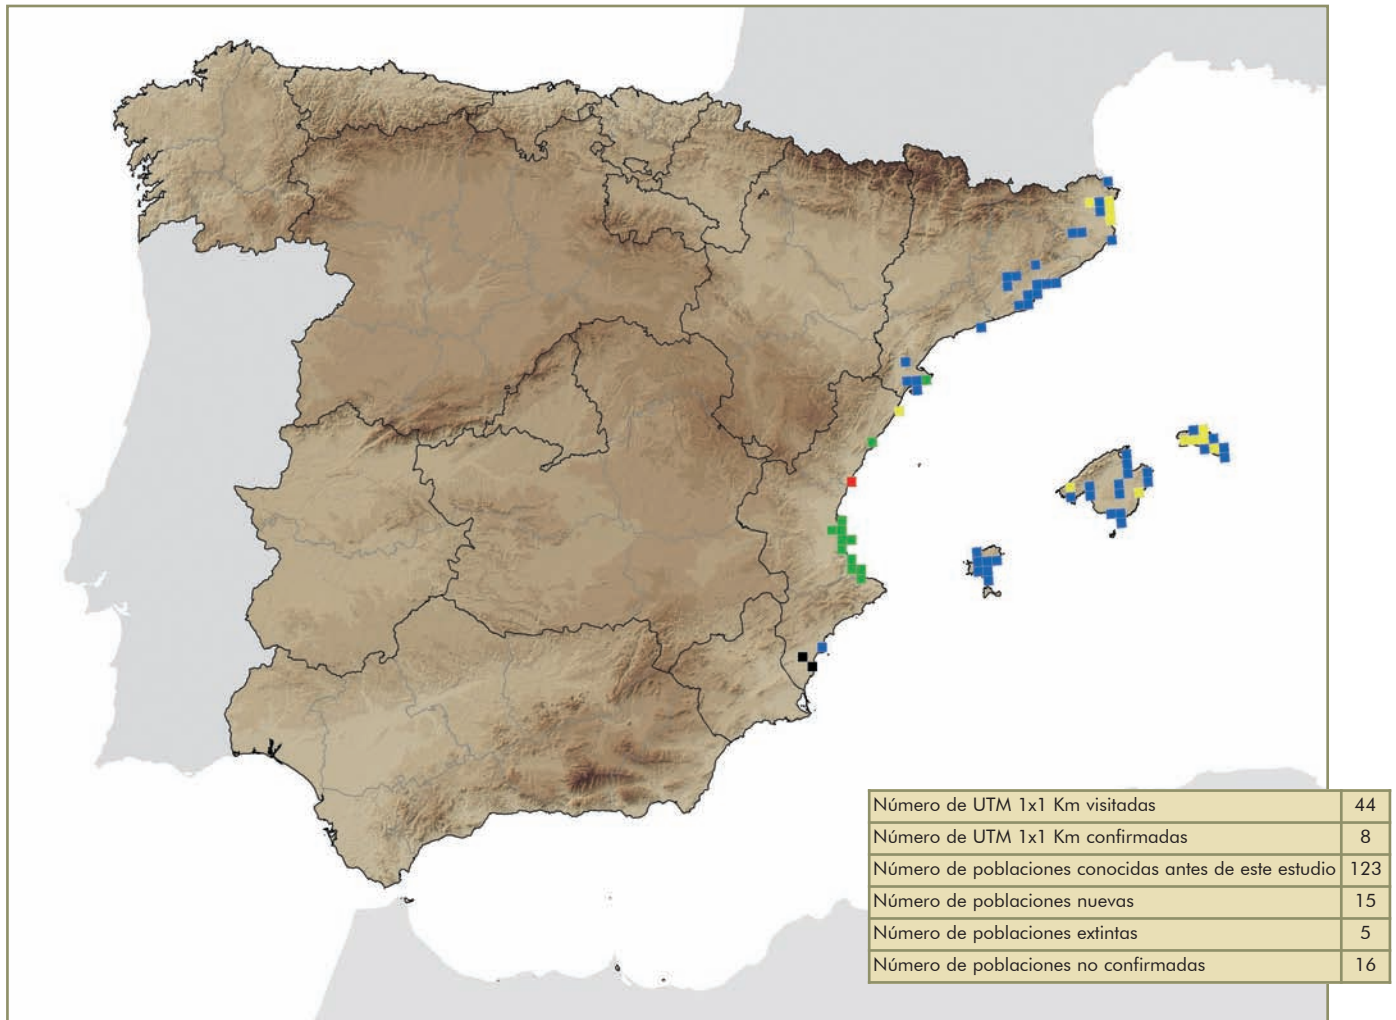 Número de UTM 1x1 Km visitadas 44
Número de UTM 1x1 Km confirmadas 8
Número de poblaciones conocidas antes de este estudio 123
Número de poblaciones nuevas 15
Número de poblaciones extintas 5
Número de poblaciones no confirmadas 16